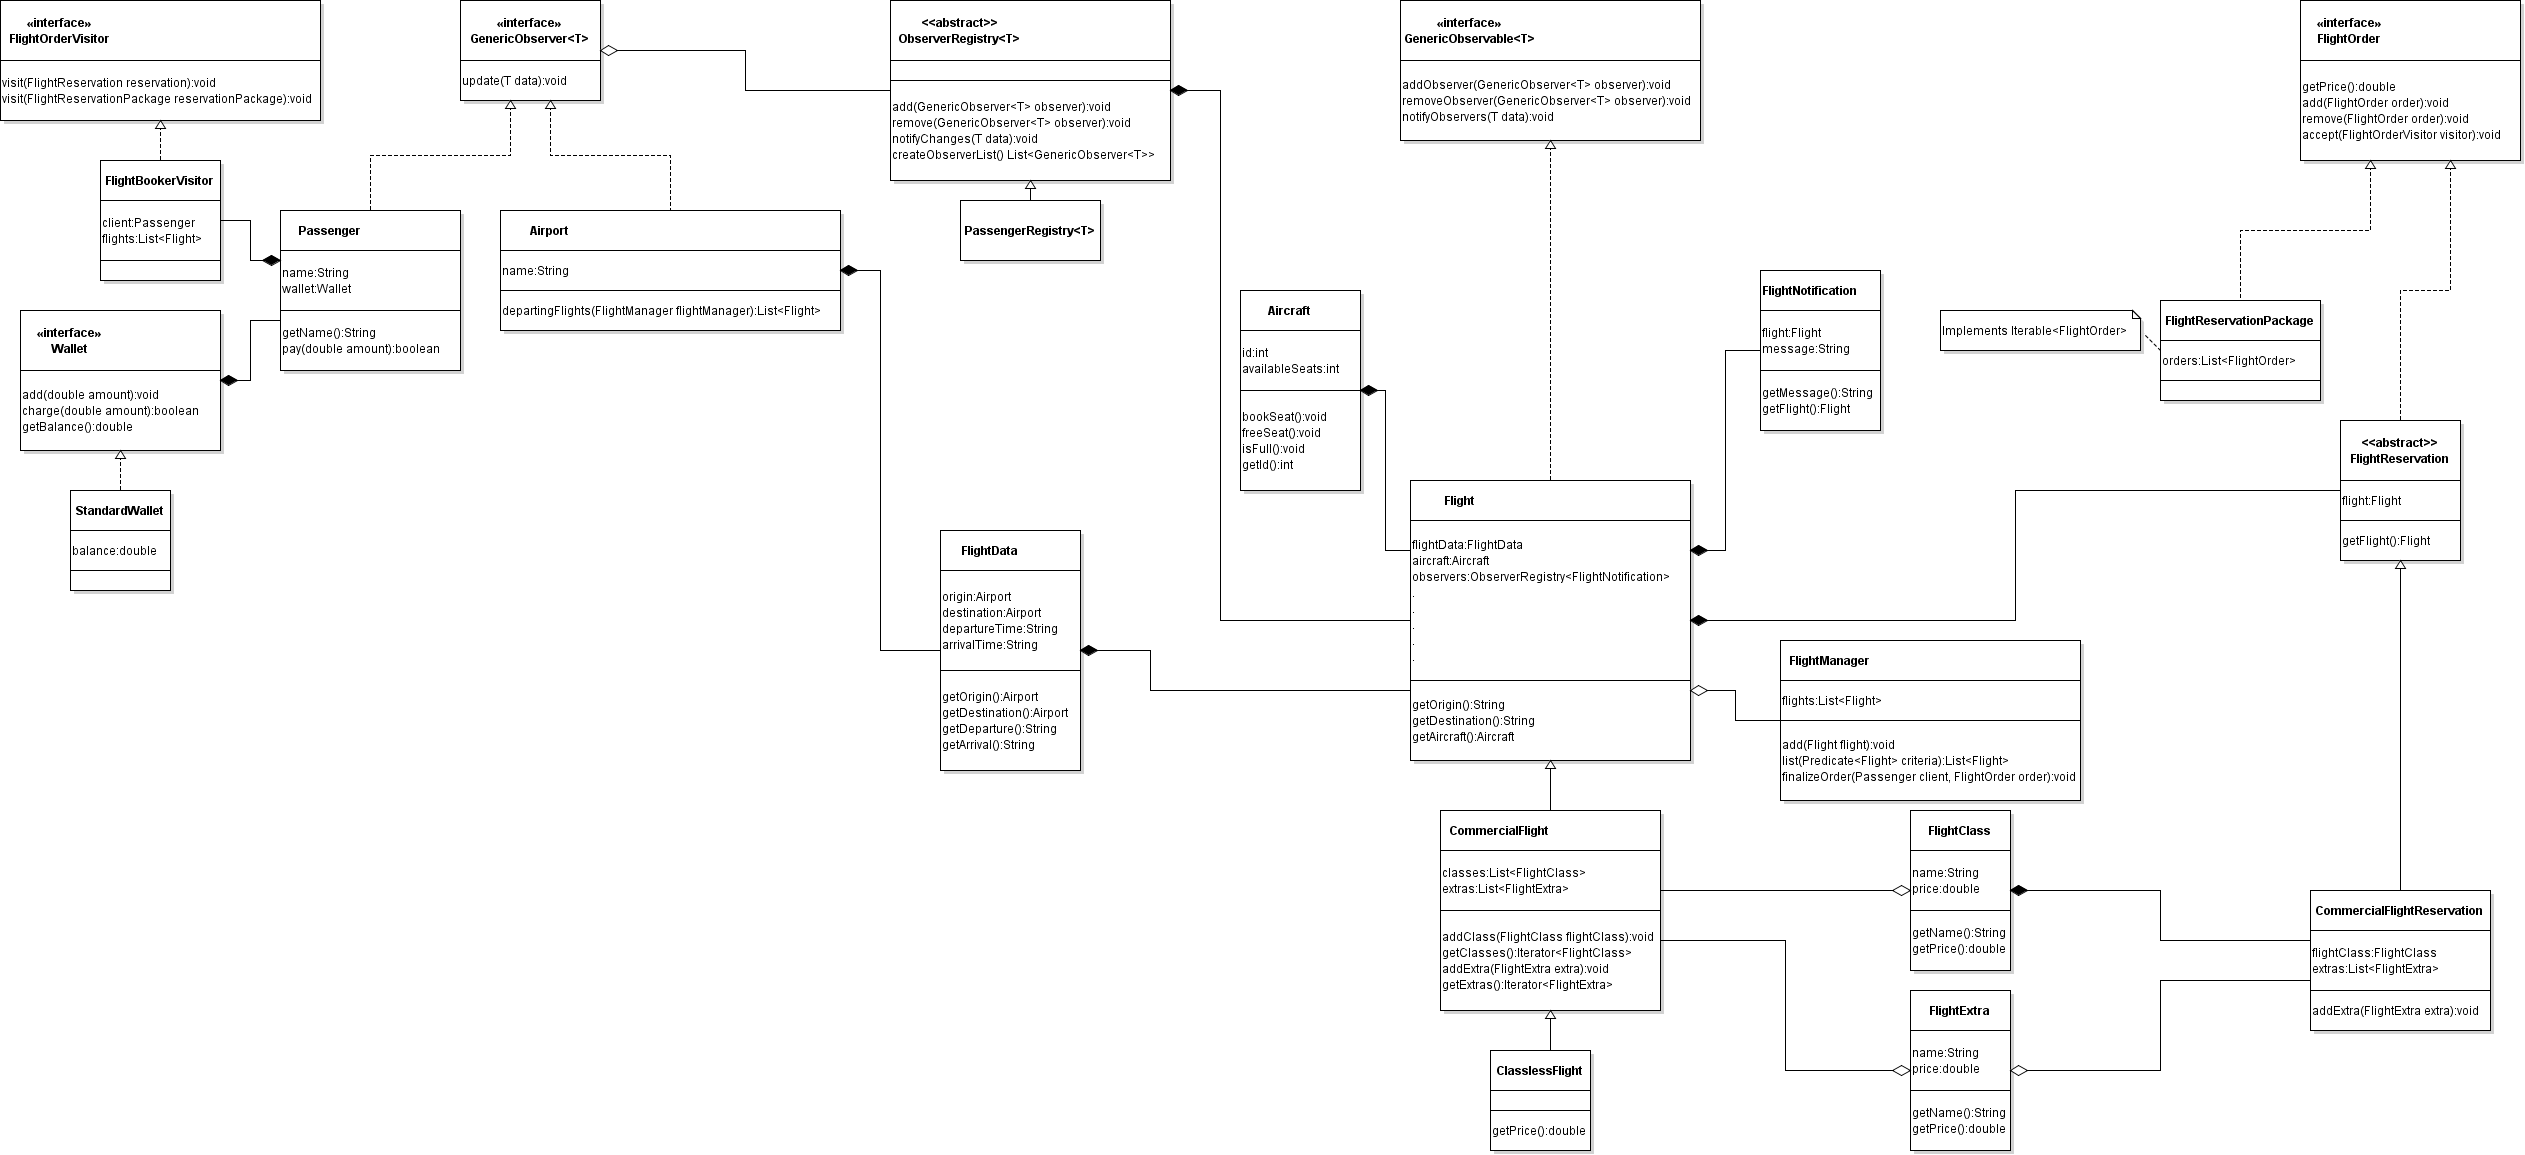 «interface»
FlightOrderVisitor
visit(FlightReservation reservation):void
visit(FlightReservationPackage reservationPackage):void
«interface»
GenericObserver<T>
update(T data):void
<<abstract>>
ObserverRegistry<T>
add(GenericObserver<T> observer):void
remove(GenericObserver<T> observer):void
notifyChanges(T data):void
createObserverList() List<GenericObserver<T>>
«interface»
GenericObservable<T>
addObserver(GenericObserver<T> observer):void
removeObserver(GenericObserver<T> observer):void
notifyObservers(T data):void
«interface»
FlightOrder
getPrice():double
add(FlightOrder order):void
remove(FlightOrder order):void
accept(FlightOrderVisitor visitor):void
FlightBookerVisitor
client:Passenger
flights:List<Flight>
Passenger
name:String
wallet:Wallet
getName():String
pay(double amount):boolean
Airport
name:String
departingFlights(FlightManager flightManager):List<Flight>
PassengerRegistry<T>
«interface»
Wallet
add(double amount):void
charge(double amount):boolean
getBalance():double
StandardWallet
balance:double
Aircraft
id:int
availableSeats:int
bookSeat():void
freeSeat():void
isFull():void
getId():int
FlightNotification
flight:Flight
message:String
getMessage():String
getFlight():Flight
Implements Iterable<FlightOrder>
FlightReservationPackage
orders:List<FlightOrder>
<<abstract>>
FlightReservation
flight:Flight
getFlight():Flight
FlightData
origin:Airport
destination:Airport
departureTime:String
arrivalTime:String
getOrigin():Airport
getDestination():Airport
getDeparture():String
getArrival():String
Flight
flightData:FlightData
aircraft:Aircraft
observers:ObserverRegistry<FlightNotification>
.
.
.
.
.
getOrigin():String
getDestination():String
getAircraft():Aircraft
FlightManager
flights:List<Flight>
add(Flight flight):void
list(Predicate<Flight> criteria):List<Flight>
finalizeOrder(Passenger client, FlightOrder order):void
CommercialFlight
classes:List<FlightClass>
extras:List<FlightExtra>
addClass(FlightClass flightClass):void
getClasses():Iterator<FlightClass>
addExtra(FlightExtra extra):void
getExtras():Iterator<FlightExtra>
FlightClass
name:String
price:double
getName():String
getPrice():double
CommercialFlightReservation
flightClass:FlightClass
extras:List<FlightExtra>
addExtra(FlightExtra extra):void
FlightExtra
name:String
price:double
getName():String
getPrice():double
ClasslessFlight
getPrice():double